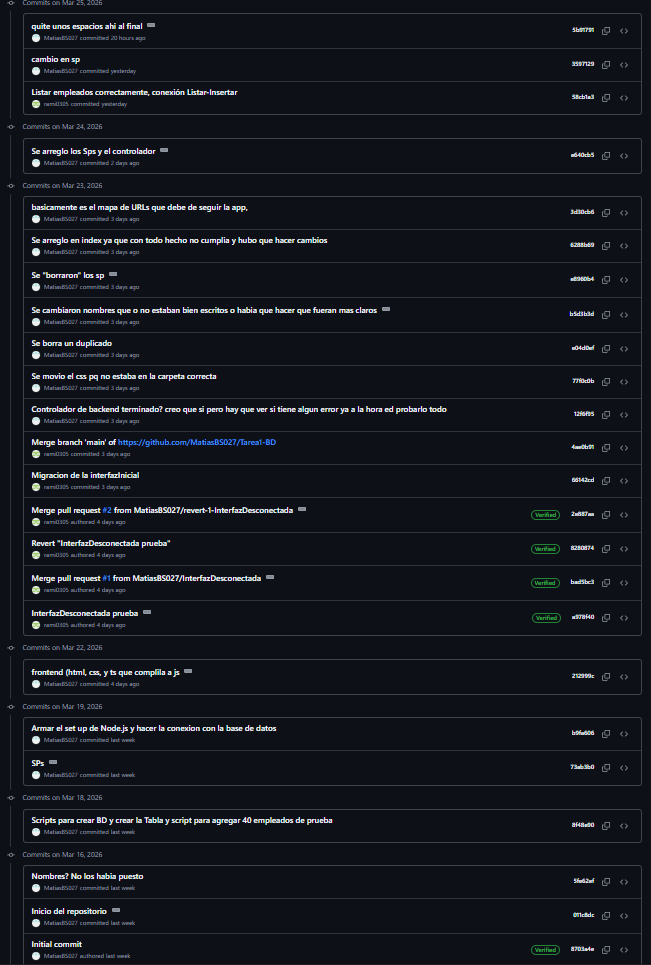 Commits on Mar 25, 2026
quite unos espacios ahi al final
5b91791
MatiasBS027 committed 20 hours ago
cambio en sp
3597129
MatiasBS027 committed yesterday
Listar empleados correctamente, conexión Listar-Insertar
58cb1a3
rami0305 committed yesterday
Commits on Mar 24, 2026
Se arreglo los Sps y el controlador
e640cb5
MatiasBS027 committed 2 days ago
Commits on Mar 23, 2026
basicamente es el mapa de URLs que debe de seguir la app,
3d30cb6
MatiasBS027 committed 3 days ago
Se arreglo en index ya que con todo hecho no cumplia y hubo que hacer cambios
6288b69
MatiasBS027 committed 3 days ago
Se "borraron" los sp
e8960b4
MatiasBS027 committed 3 days ago
Se cambiaron nombres que o no estaban bien escritos o habia que hacer que fueran mas claros
b5d3b3d
MatiasBS027 committed 3 days ago
Se borra un duplicado
e04d0ef
MatiasBS027 committed 3 days ago
Se movio el css pq no estaba en la carpeta correcta
77f0c0b
MatiasBS027 committed 3 days ago
Controlador de backend terminado? creo que si pero hay que ver si tiene algun error ya a la hora ed probarlo todo
12f6f95
MatiasBS027 committed 3 days ago
Merge branch 'main' of https://github.com/MatiasBS027/Tarea1-BD
4ae0b91
rami0305 committed 3 days ago
Migracion de la interfazInicial
66142cd
rami0305 committed 3 days ago
Merge pull request #2 from MatiasBS027/revert-1-InterfazDesconectada
Verified
2e887aa
rami0305 authored 4 days ago
Revert "InterfazDesconectada prueba"
Verified
8280874
rami0305 authored 4 days ago
Merge pull request #1 from MatiasBS027/InterfazDesconectada
Verified
bad5bc3
rami0305 authored 4 days ago
InterfazDesconectada prueba
Verified
a978f40
rami0305 authored 4 days ago
Commits on Mar 22, 2026
frontend (html, css, y ts que complila a js
212999c
MatiasBS027 committed 4 days ago
Commits on Mar 19, 2026
Armar el set up de Node.js y hacer la conexion con la base de datos
b9fa606
MatiasBS027 committed last week
SPs
73ab3b0
MatiasBS027 committed last week
Commits on Mar 18, 2026
Scripts para crear BD y crear la Tabla y script para agregar 40 empleados de prueba
8f48e90
MatiasBS027 committed last week
Commits on Mar 16, 2026
Nombres? No los habia puesto
5fe62ef
MatiasBS027 committed last week
Inicio del repositorio
011c8dc
MatiasBS027 committed last week
Initial commit
Verified
8703a4e
MatiasBS027 authored last week